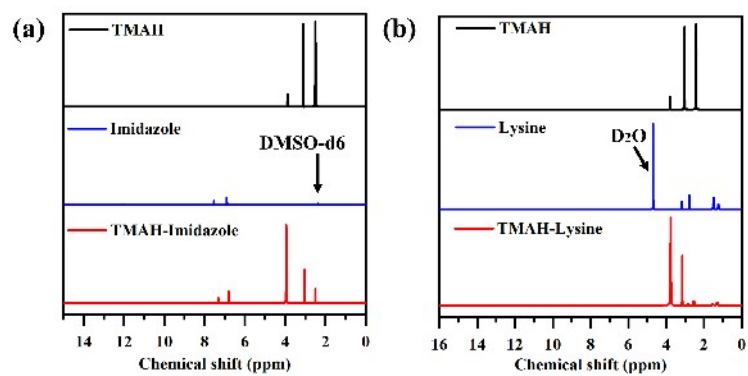 (a)
TMAH
Imidazole
DMSO-d6
TMAH-Imidazole
14 12 10 8 6 4 2 0
Chemical shift (ppm)
(b)
TMAH
Lysine
D2O
TMAH-Lysine
16 14 12 10 8 6 4 2 0
Chemical shift (ppm)